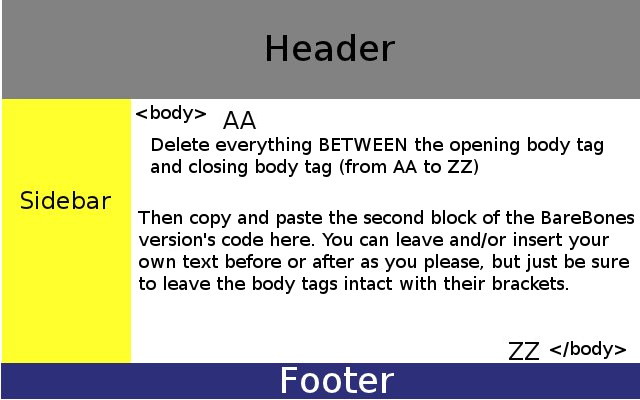 Header
<body> AA
Delete everything BETWEEN the opening body tag
and closing body tag (from AA to ZZ)
Sidebar
Then copy and paste the second block of the BareBones
version's code here. You can leave and/or insert your
own text before or after as you please, but just be sure
to leave the body tags intact with their brackets.
ZZ </body>
Footer